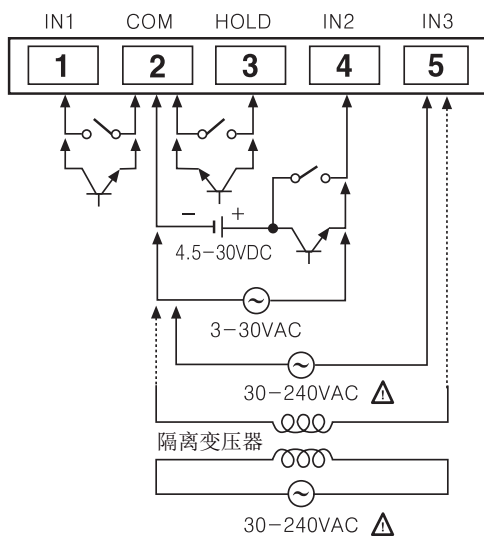 IN1 COM HOLD IN2 IN3
1 2 3 4 5
− +
4.5−30VDC
3−30VAC
30−240VAC
隔离变压器
30−240VAC